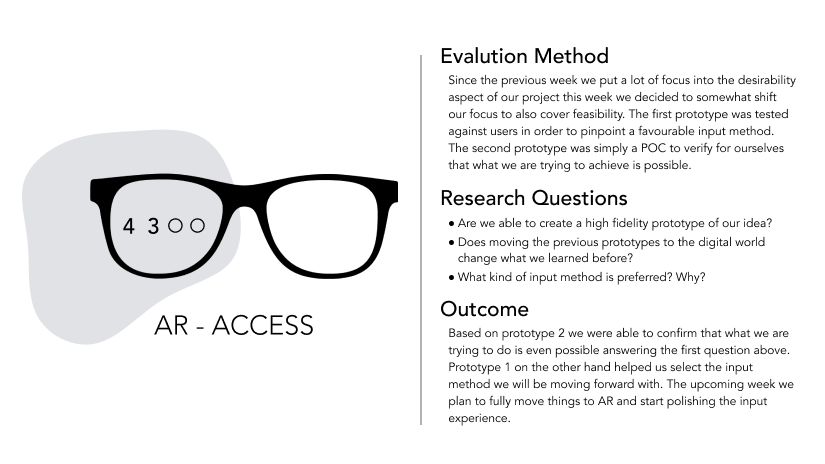 4 3 ○ ○
AR - ACCESS
Evalution Method
Since the previous week we put a lot of focus into the desirability
aspect of our project this week we decided to somewhat shift
our focus to also cover feasibility. The first prototype was tested
against users in order to pinpoint a favourable input method.
The second prototype was simply a POC to verify for ourselves
that what we are trying to achieve is possible.
Research Questions
• Are we able to create a high fidelity prototype of our idea?
• Does moving the previous prototypes to the digital world
change what we learned before?
• What kind of input method is preferred? Why?
Outcome
Based on prototype 2 we were able to confirm that what we are
trying to do is even possible answering the first question above.
Prototype 1 on the other hand helped us select the input
method we will be moving forward with. The upcoming week we
plan to fully move things to AR and start polishing the input
experience.